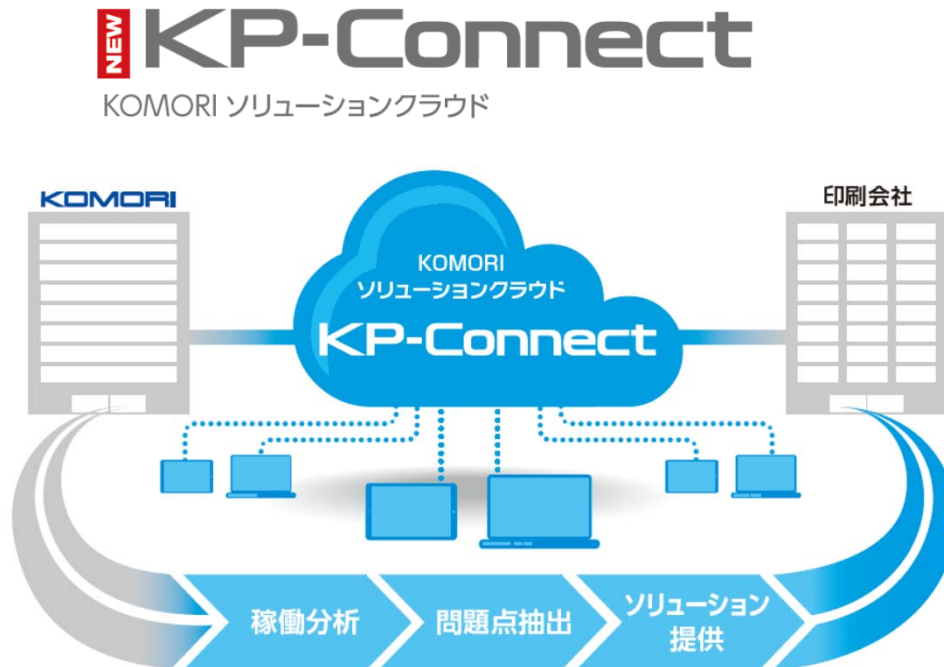 NEW KP-Connect
KOMORI ソリューションクラウド
KOMORI
印刷会社
KOMORI
ソリューションクラウド
KP-Connect
稼働分析
問題点抽出
ソリューション
提供